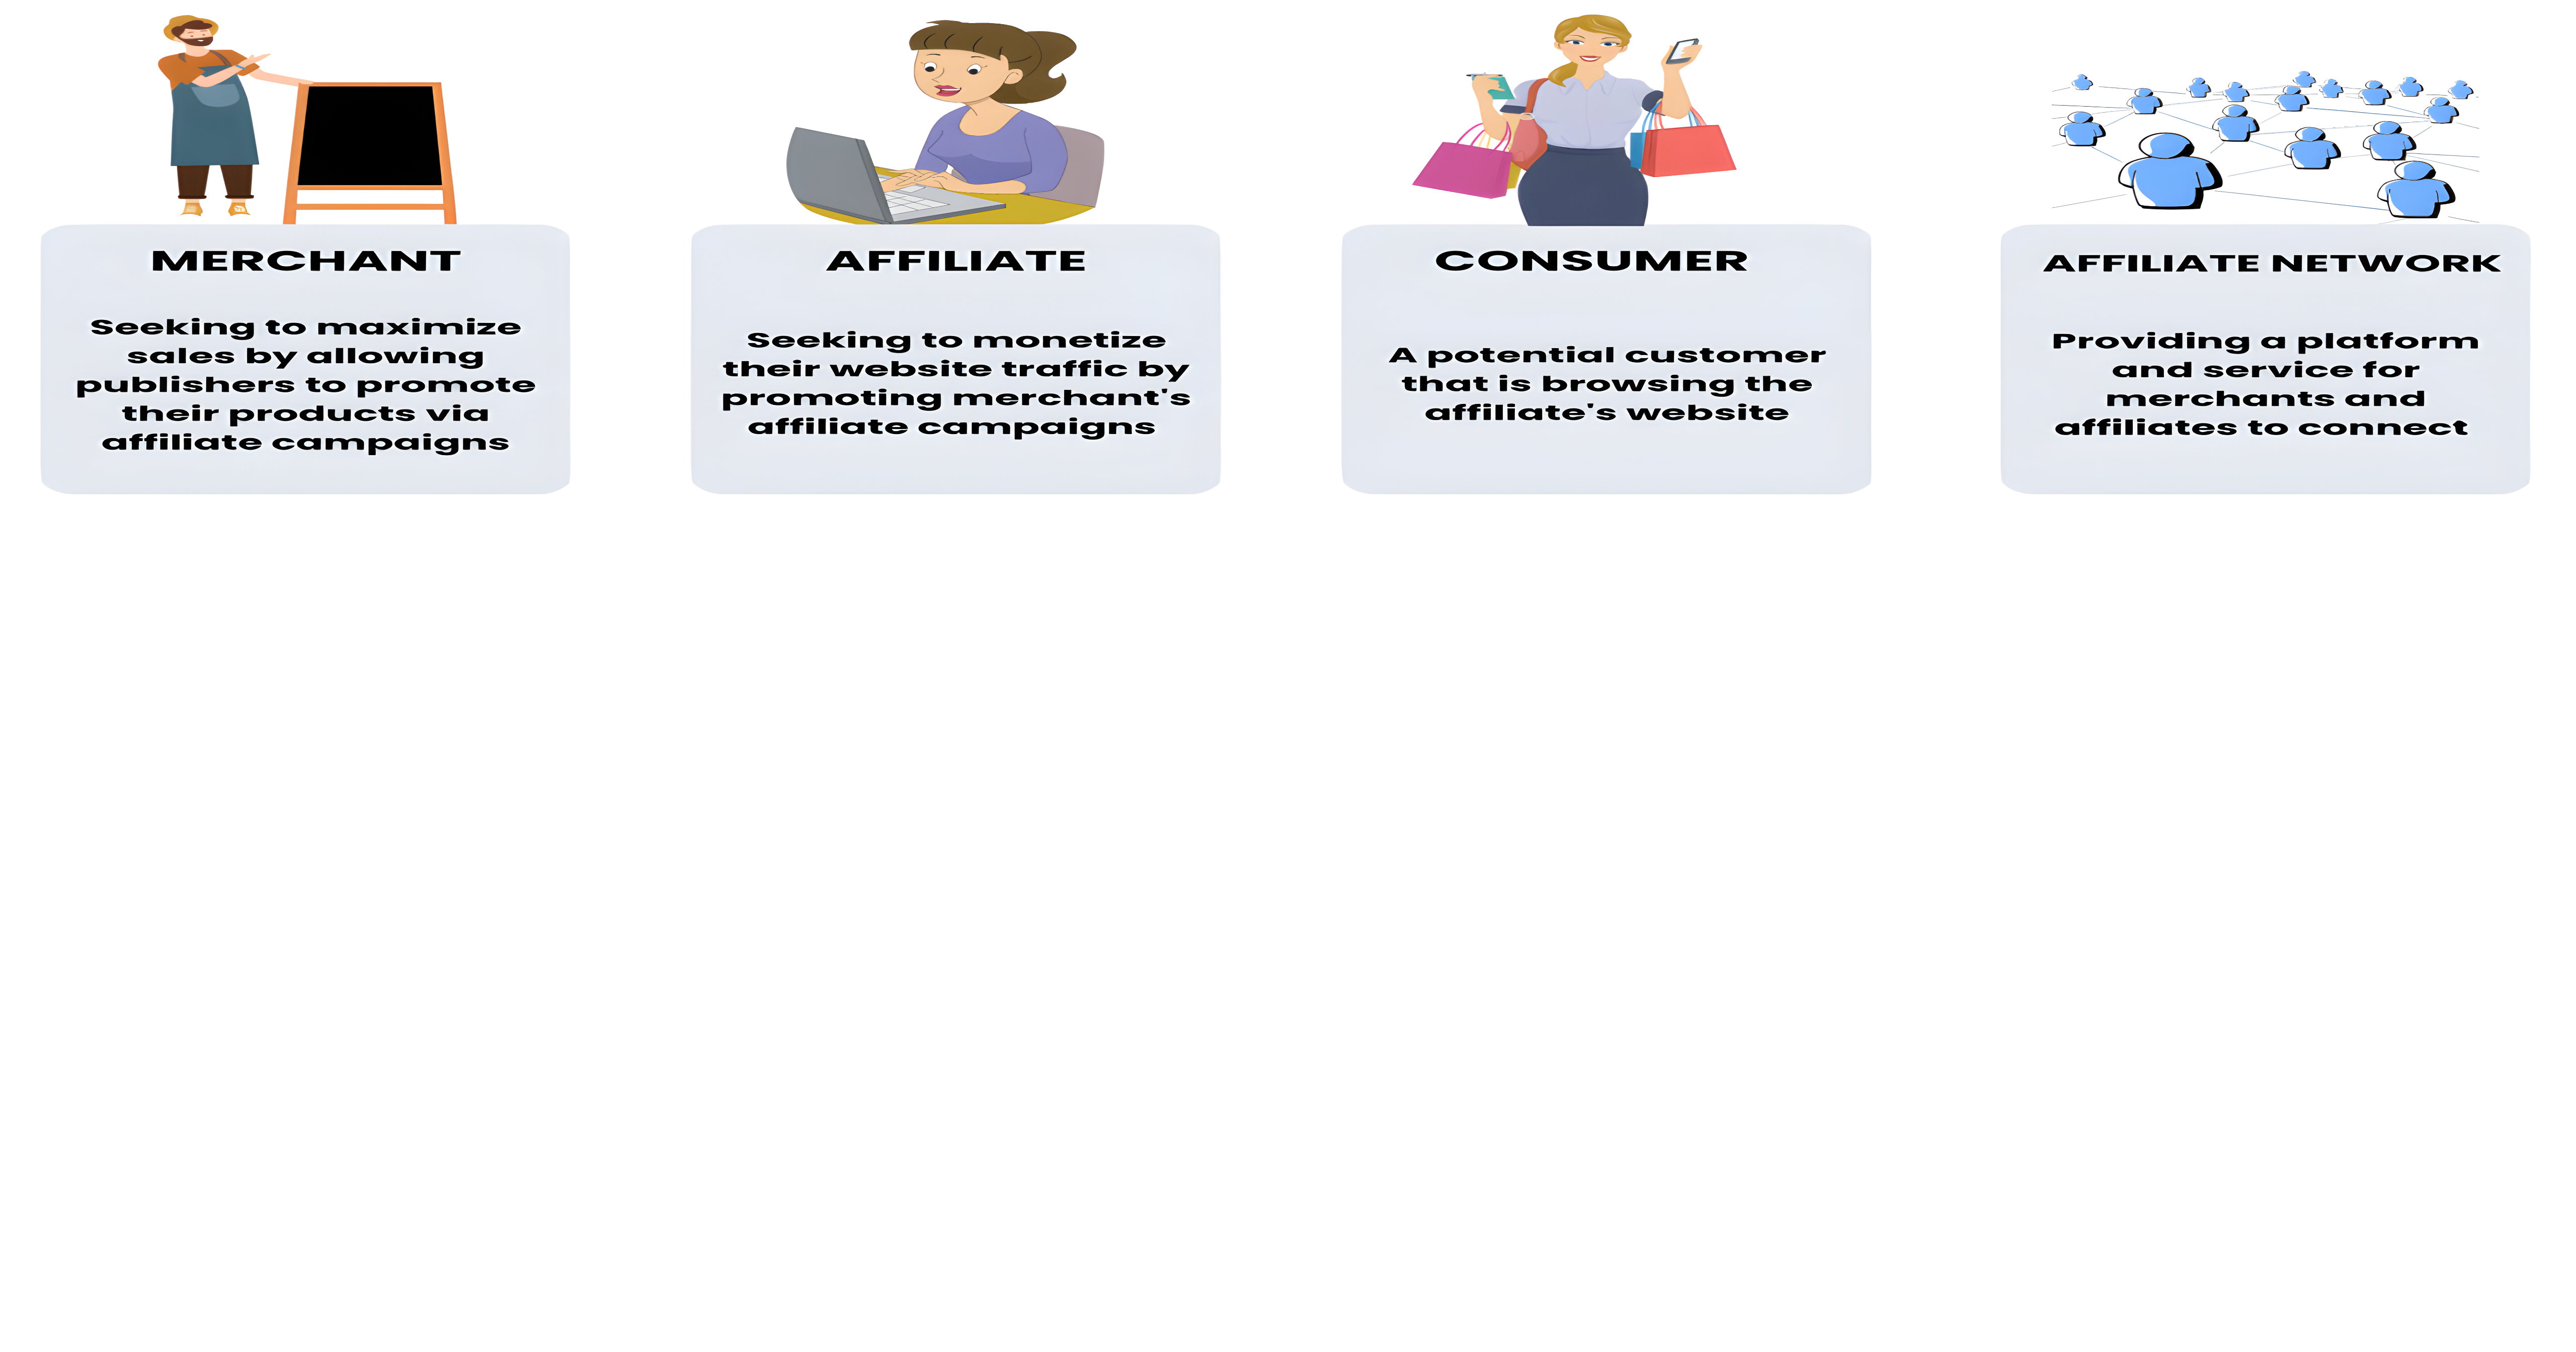 MERCHANT
Seeking to maximize
sales by allowing
publishers to promote
their products via
affiliate campaigns
AFFILIATE
Seeking to monetize
their website traffic by
promoting merchant's
affiliate campaigns
CONSUMER
A potential customer
that is browsing the
affiliate's website
AFFILIATE NETWORK
Providing a platform
and service for
merchants and
affiliates to connect